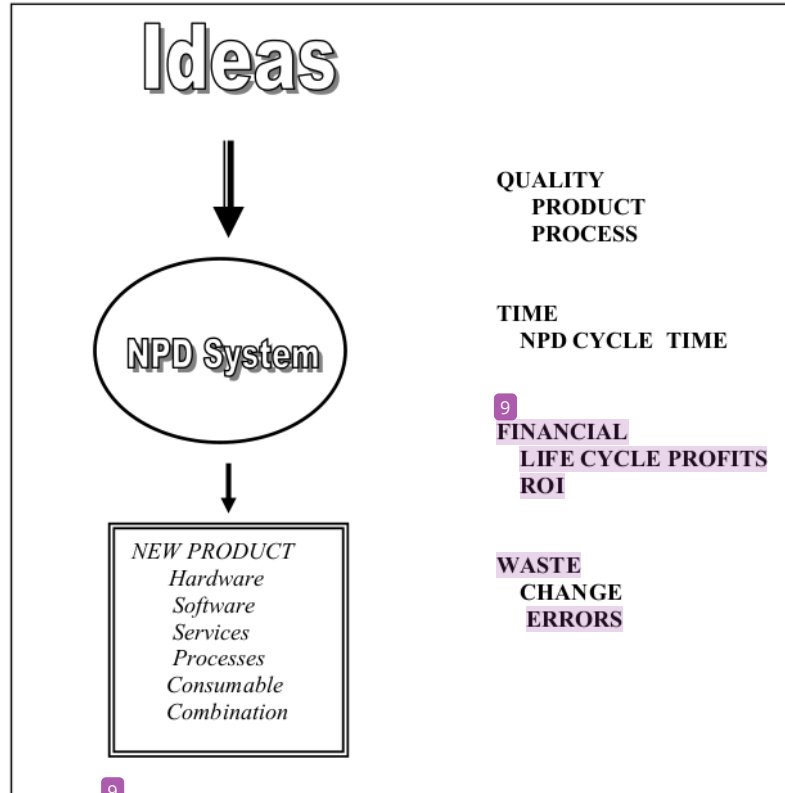 Ideas
NPD System
NEW PRODUCT
Hardware
Software
Services
Processes
Consumable
Combination
QUALITY
PRODUCT
PROCESS
TIME
NPD CYCLE TIME
9
FINANCIAL
LIFE CYCLE PROFITS
ROI
WASTE
CHANGE
ERRORS
9